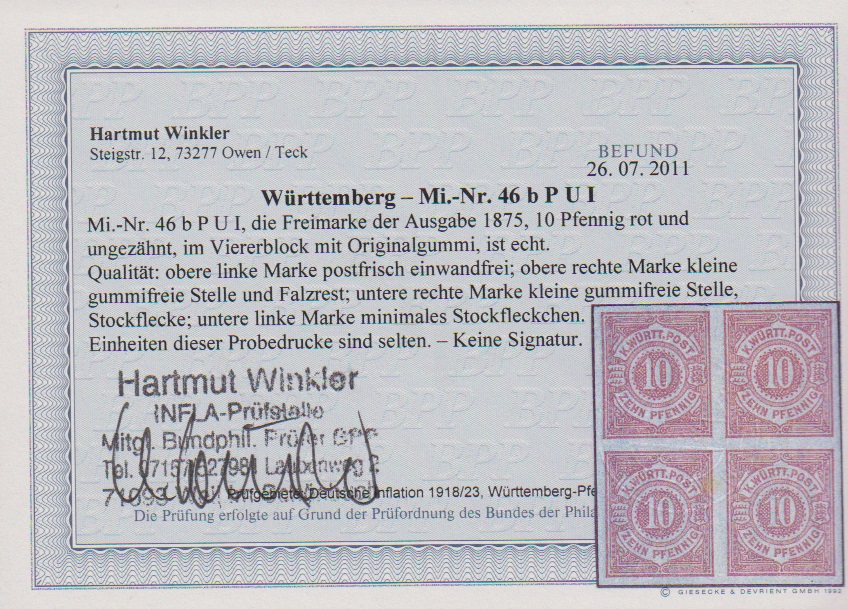 Hartmut Winkler
Steigstr. 12, 73277 Owen / Teck
BEFUND
26. 07. 2011
Württemberg – Mi.-Nr. 46 b P U I
Mi.-Nr. 46 b P U I, die Freimarke der Ausgabe 1875, 10 Pfennig rot und
ungezähnt, im Viererblock mit Originalgummi, ist echt.
Qualität: obere linke Marke postfrisch einwandfrei; obere rechte Marke kleine
gummifreie Stelle und Falzrest; untere rechte Marke kleine gummifreie Stelle,
Stockflecke; untere linke Marke minimales Stockfleckchen.
Einheiten dieser Probedrucke sind selten. – Keine Signatur.
K.WÜRTT.POST
10
ZEHN PFENNIG
K.WÜRTT.POST
10
ZEHN PFENNIG
K.WÜRTT.POST
10
ZEHN PFENNIG
K.WÜRTT.POST
10
ZEHN PFENNIG
Hartmut Winkler
INFLA-Prüfstelle
Mitgl. Bundphil. Prüfer BPP
Tel.
Prüfgebiete: Deutsche Inflation 1918/23, Württemberg-Pfe
Die Prüfung erfolgte auf Grund der Prüfordnung des Bundes der Phila
© GIESECKE & DEVRIENT GMBH 1992